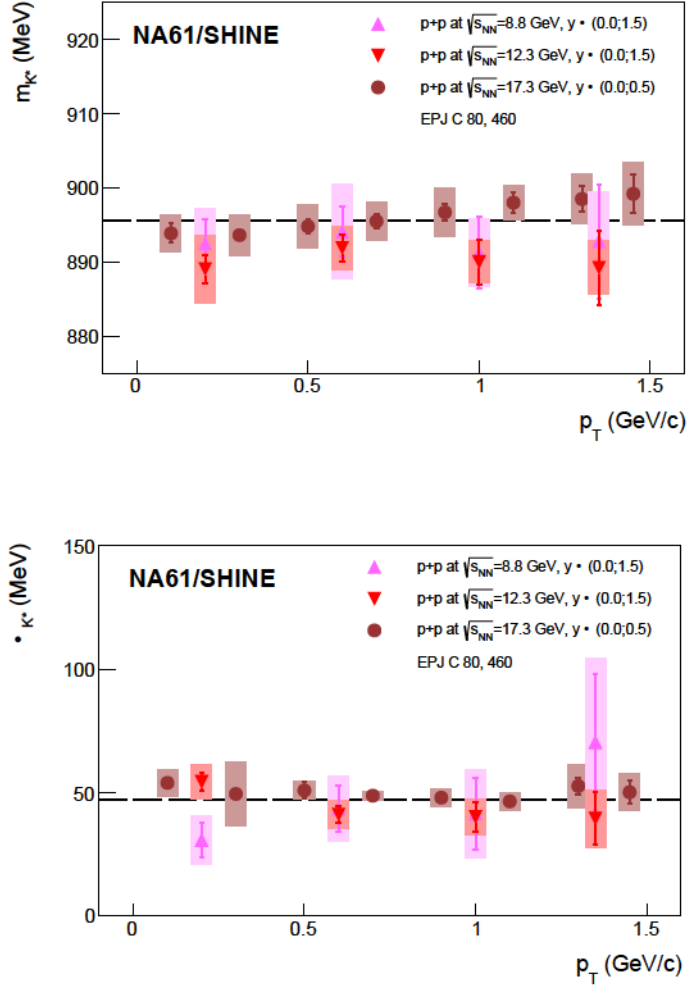 925
NA61/SHINE
p+p at √sNN=8.8 GeV, y • (0.0;1.5)
p+p at √sNN=12.3 GeV, y • (0.0;1.5)
p+p at √sNN=17.3 GeV, y • (0.0;0.5)
EPJ C 80, 460
mK* (MeV)
900
890
880
0
0.5
1
1.5
pT (GeV/c)
150
NA61/SHINE
p+p at √sNN=8.8 GeV, y • (0.0;1.5)
p+p at √sNN=12.3 GeV, y • (0.0;1.5)
p+p at √sNN=17.3 GeV, y • (0.0;0.5)
EPJ C 80, 460
• K* (MeV)
100
50
0
0
0.5
1
1.5
pT (GeV/c)